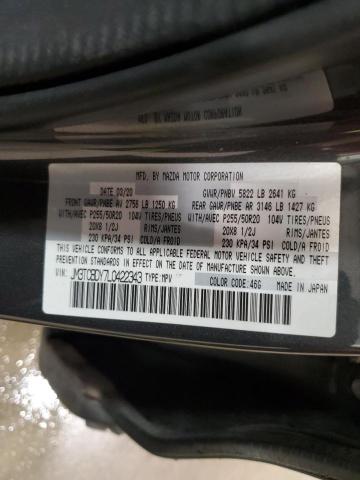 MFD. BY MAZDA MOTOR CORPORATION
DATE: 03/20 GVWR/PNBV 5822 LB 2641 KG
FRONT GAWR/PNBE AV 2756 LB 1250 KG REAR GAWR/PNBE AR 3146 LB 1427 KG
WITH/AVEC P255/50R20 104V TIRES/PNEUS WITH/AVEC P255/50R20 104V TIRES/PNEUS
20X8 1/2J RIMS/JANTES 20X8 1/2J RIMS/JANTES
230 KPA/34 PSI COLD/A FROID 230 KPA/34 PSI COLD/A FROID
THIS VEHICLE CONFORMS TO ALL APPLICABLE FEDERAL MOTOR VEHICLE SAFETY, BUMPER, AND THEFT PREVENTION
STANDARDS IN EFFECT ON THE DATE OF MANUFACTURE SHOWN ABOVE.
VIN: JM3TCBDY7L0422343 TYPE:MPV COLOR CODE:46G MADE IN JAPAN